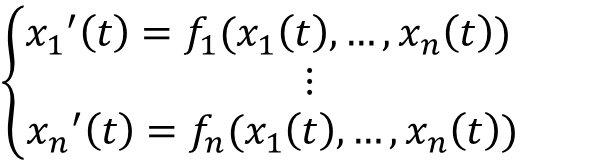 x₁′(t) = f₁(x₁(t), … , xₙ(t))
⋮
xₙ′(t) = fₙ(x₁(t), … , xₙ(t))